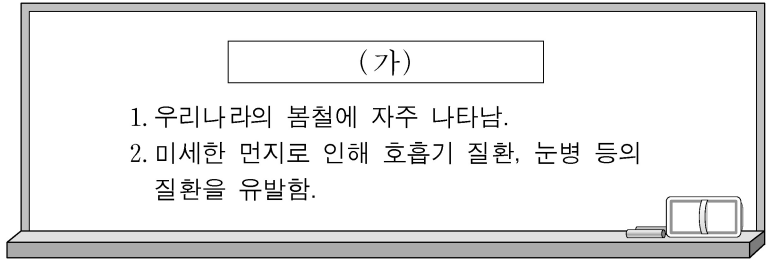 (가)
1. 우리나라의 봄철에 자주 나타남.
2. 미세한 먼지로 인해 호흡기 질환, 눈병 등의
질환을 유발함.